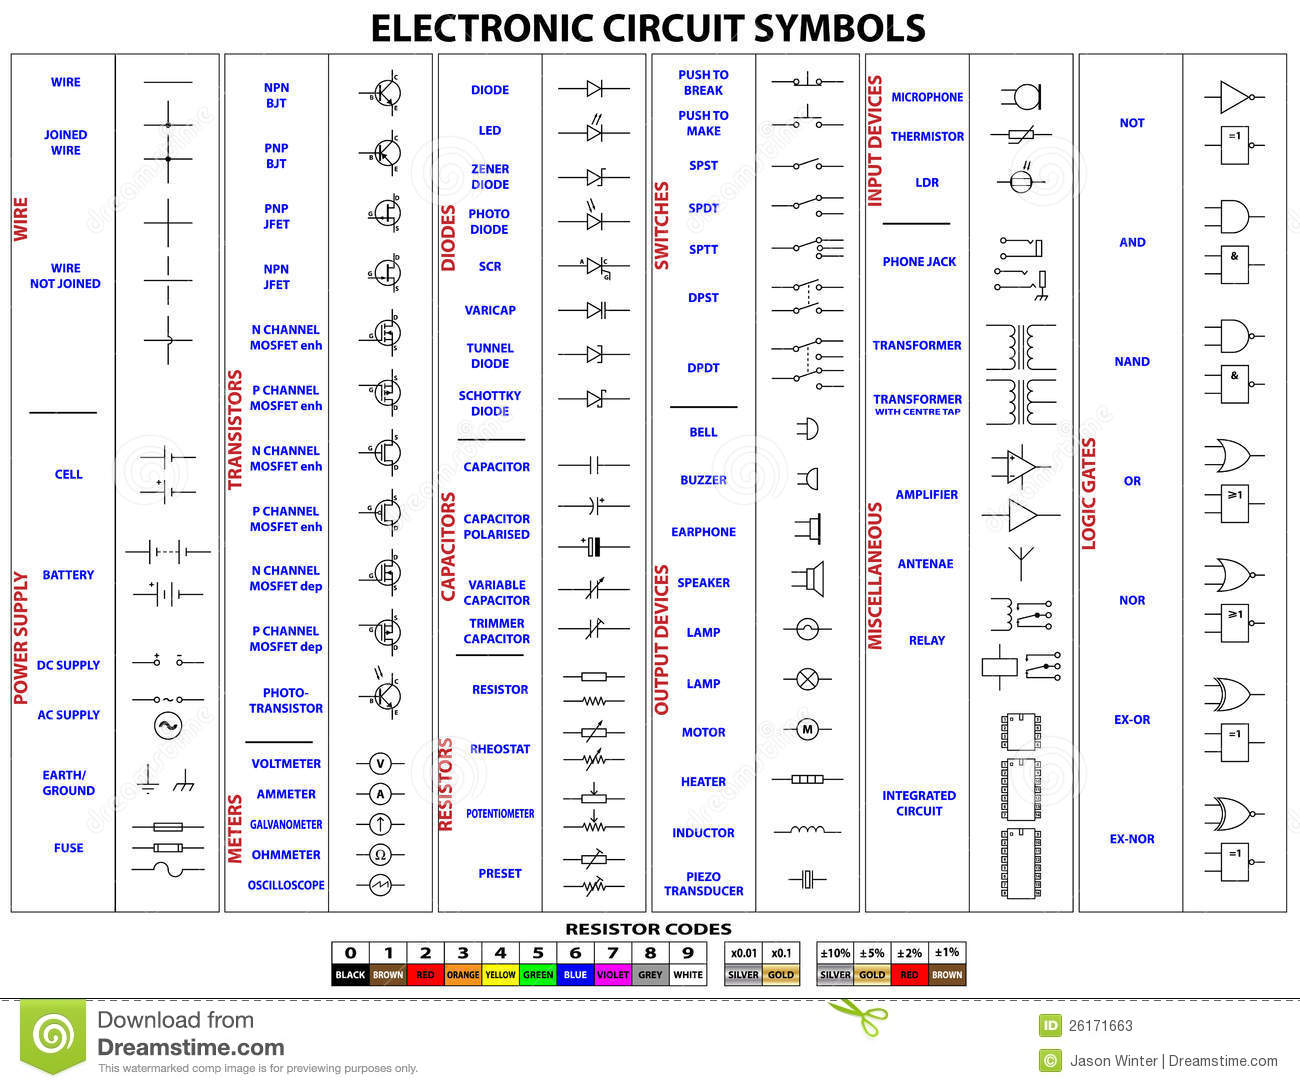 ELECTRONIC CIRCUIT SYMBOLS
WIRE
WIRE
JOINED
WIRE
WIRE
NOT JOINED
POWER SUPPLY
CELL
BATTERY
DC SUPPLY
AC SUPPLY
EARTH/
GROUND
FUSE
TRANSISTORS
NPN
BJT
PNP
BJT
PNP
JFET
NPN
JFET
N CHANNEL
MOSFET enh
P CHANNEL
MOSFET enh
N CHANNEL
MOSFET enh
P CHANNEL
MOSFET enh
N CHANNEL
MOSFET dep
P CHANNEL
MOSFET dep
PHOTO-
TRANSISTOR
METERS
VOLTMETER
V
AMMETER
A
GALVANOMETER
OHMMETER
Ω
OSCILLOSCOPE
DIODES
DIODE
LED
ZENER
DIODE
PHOTO
DIODE
SCR
A C
G
VARICAP
TUNNEL
DIODE
SCHOTTKY
DIODE
CAPACITORS
CAPACITOR
CAPACITOR
POLARISED
VARIABLE
CAPACITOR
TRIMMER
CAPACITOR
RESISTORS
RESISTOR
RHEOSTAT
POTENTIOMETER
PRESET
SWITCHES
PUSH TO
BREAK
PUSH TO
MAKE
SPST
SPDT
SPTT
DPST
DPDT
OUTPUT DEVICES
BELL
BUZZER
EARPHONE
SPEAKER
LAMP
LAMP
MOTOR
M
HEATER
INDUCTOR
PIEZO
TRANSDUCER
INPUT DEVICES
MICROPHONE
THERMISTOR
LDR
MISCELLANEOUS
PHONE JACK
TRANSFORMER
TRANSFORMER
WITH CENTRE TAP
AMPLIFIER
ANTENAE
RELAY
INTEGRATED
CIRCUIT
LOGIC GATES
NOT
=1
AND
&
NAND
&
OR
≥1
NOR
≥1
EX-OR
=1
EX-NOR
=1
RESISTOR CODES
0 1 2 3 4 5 6 7 8 9
BLACK BROWN RED ORANGE YELLOW GREEN BLUE VIOLET GREY WHITE
x0.01 x0.1
SILVER GOLD
±10% ±5% ±2% ±1%
SILVER GOLD RED BROWN
Download from
Dreamstime.com
This watermarked comp image is for previewing purposes only.
ID 26171663
© Jason Winter | Dreamstime.com